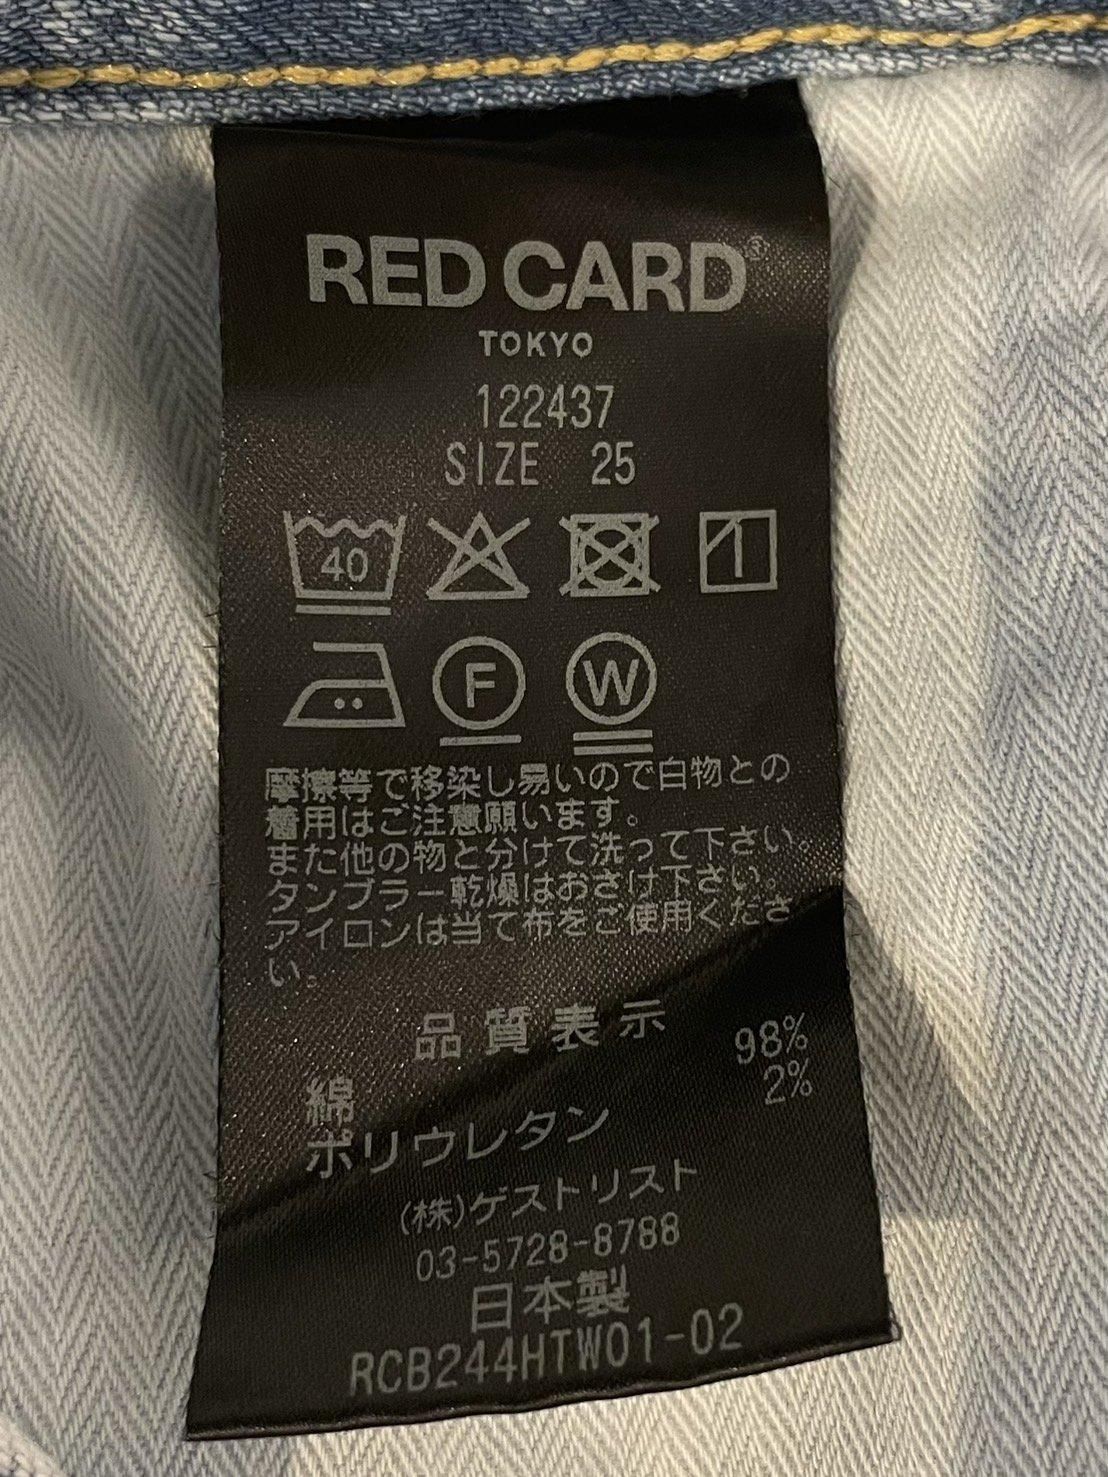 RED CARD®
TOKYO
122437
SIZE 25
40
F W
摩擦等で移染し易いので白物との
着用はご注意願います。
また他の物と分けて洗って下さい。
タンブラー乾燥はおさけ下さい。
アイロンは当て布をご使用くださ
い。
品質表示
綿 98%
ポリウレタン 2%
(株)ゲストリスト
03-5728-8788
日本製
RCB244HTW01-02